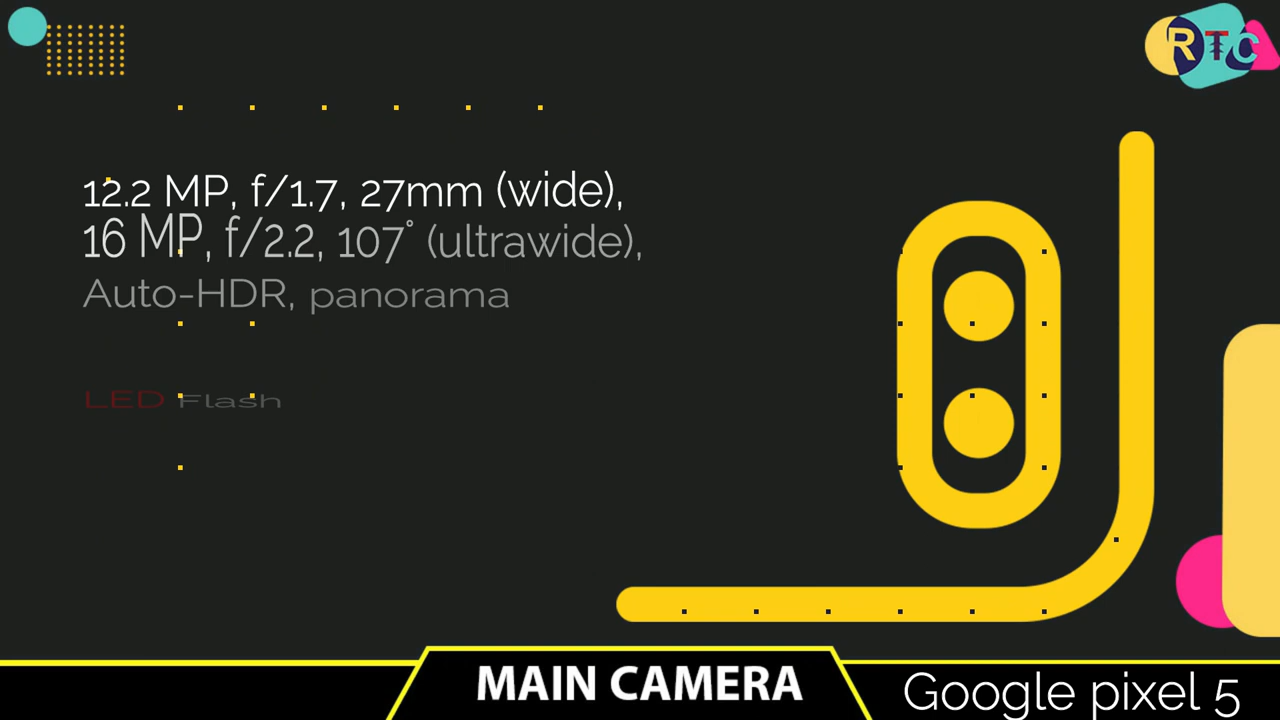 RTC
12.2 MP, f/1.7, 27mm (wide),
16 MP, f/2.2, 107˚ (ultrawide),
Auto-HDR, panorama
LED Flash
MAIN CAMERA
Google pixel 5